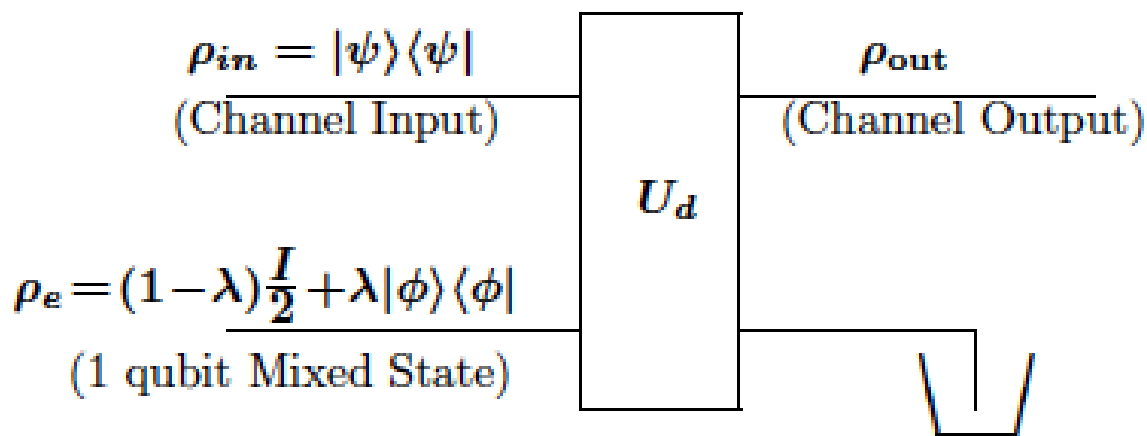 ρ_in = |ψ⟩⟨ψ|
(Channel Input)
ρ_out
(Channel Output)
U_d
ρ_e=(1−λ)I/2+λ|ϕ⟩⟨ϕ|
(1 qubit Mixed State)